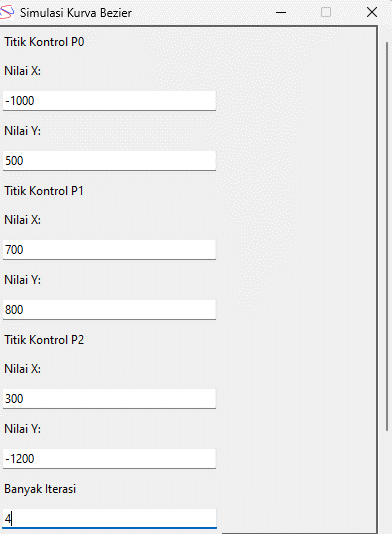 Simulasi Kurva Bezier
Titik Kontrol P0
Nilai X:
-1000
Nilai Y:
500
Titik Kontrol P1
Nilai X:
700
Nilai Y:
800
Titik Kontrol P2
Nilai X:
300
Nilai Y:
-1200
Banyak Iterasi
4